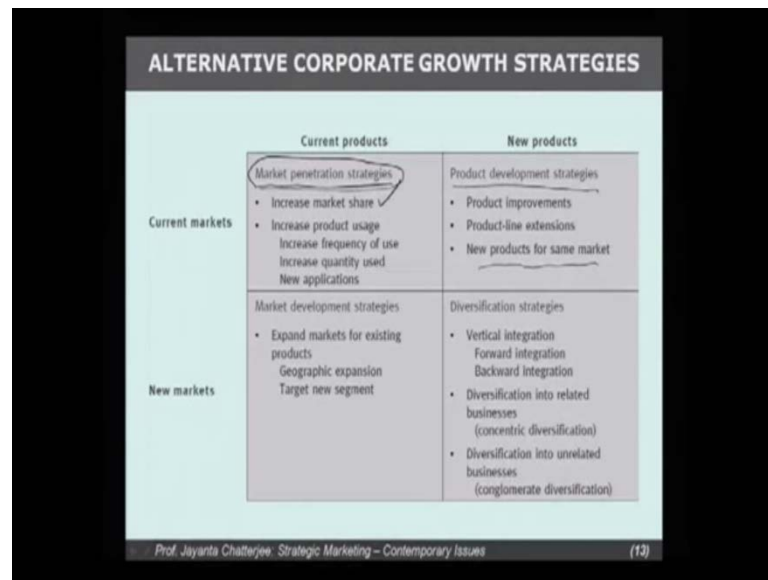 ALTERNATIVE CORPORATE GROWTH STRATEGIES
Current products
New products
Current markets
Market penetration strategies
• Increase market share
• Increase product usage
Increase frequency of use
Increase quantity used
New applications
Product development strategies
• Product improvements
• Product-line extensions
• New products for same market
New markets
Market development strategies
• Expand markets for existing
products
Geographic expansion
Target new segment
Diversification strategies
• Vertical integration
Forward integration
Backward integration
• Diversification into related
businesses
(concentric diversification)
• Diversification into unrelated
businesses
(conglomerate diversification)
Prof. Jayanta Chatterjee: Strategic Marketing – Contemporary Issues
(13)